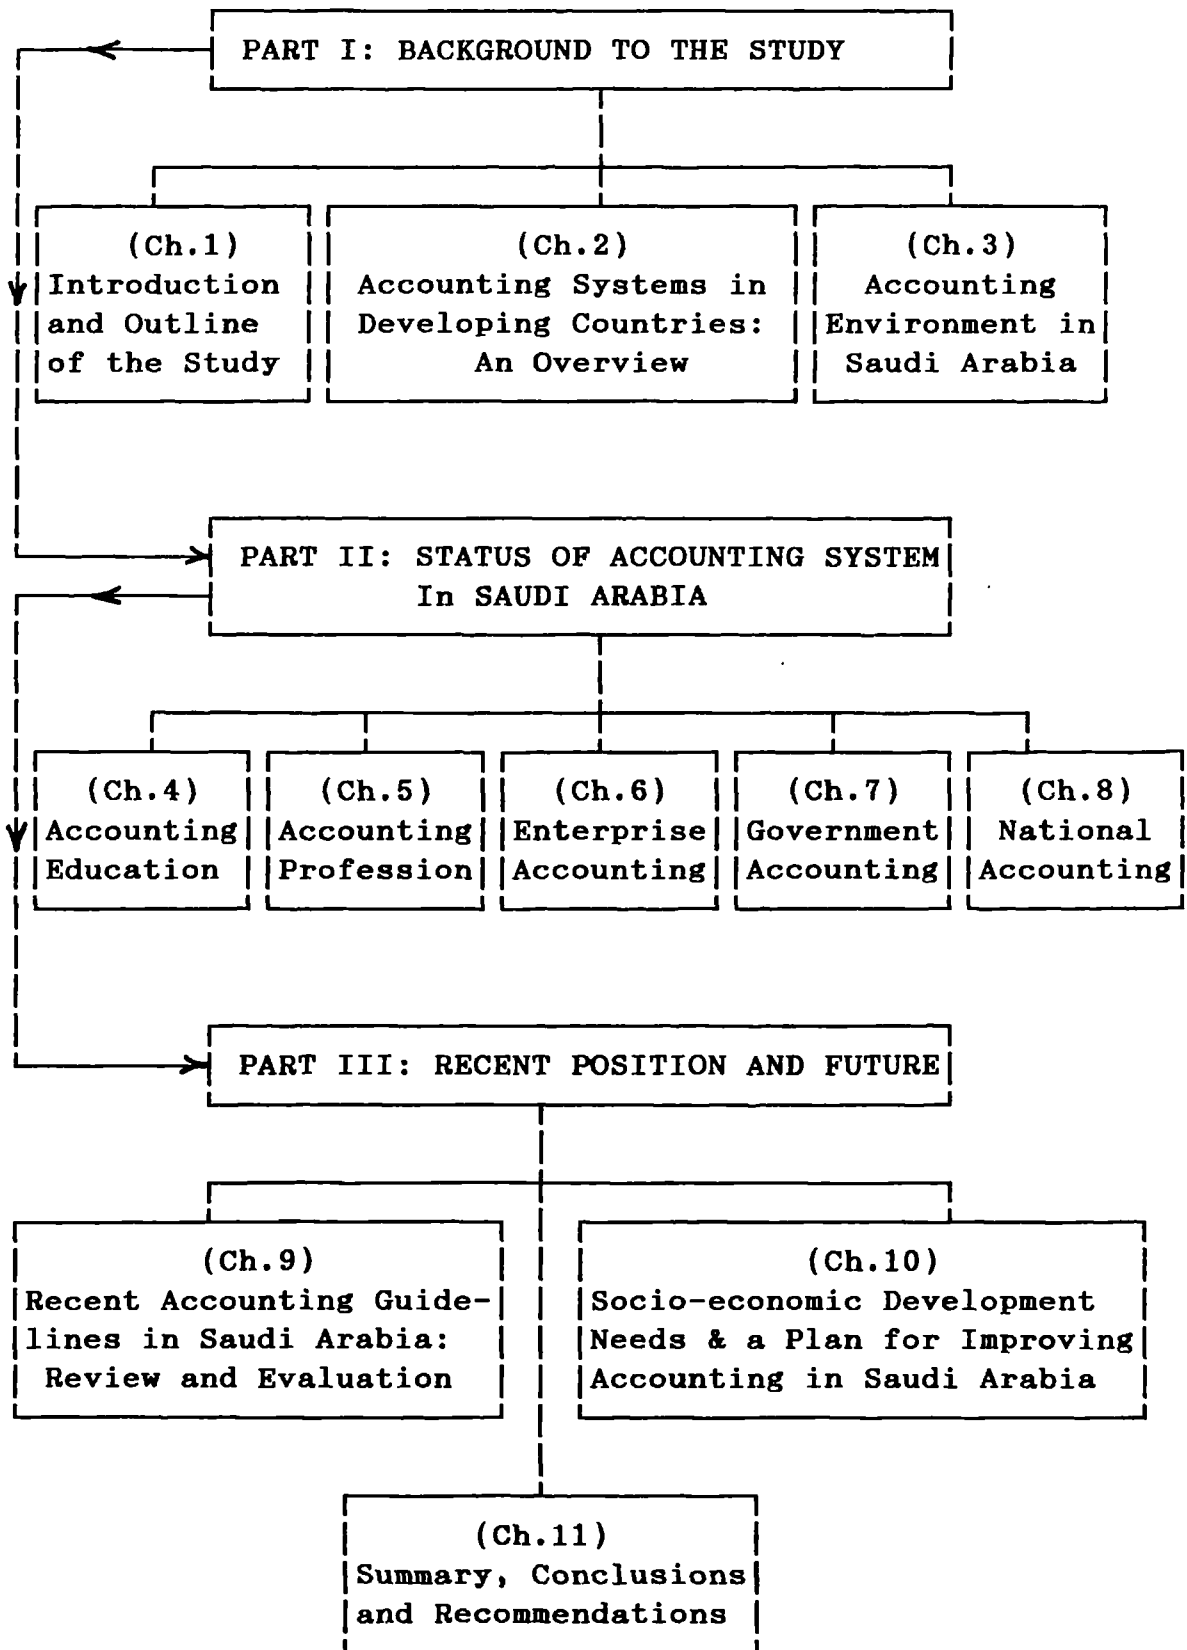 PART I: BACKGROUND TO THE STUDY
(Ch.1)
Introduction
and Outline
of the Study
(Ch.2)
Accounting Systems in
Developing Countries:
An Overview
(Ch.3)
Accounting
Environment in
Saudi Arabia
PART II: STATUS OF ACCOUNTING SYSTEM
In SAUDI ARABIA
(Ch.4)
Accounting
Education
(Ch.5)
Accounting
Profession
(Ch.6)
Enterprise
Accounting
(Ch.7)
Government
Accounting
(Ch.8)
National
Accounting
PART III: RECENT POSITION AND FUTURE
(Ch.9)
Recent Accounting Guide-
lines in Saudi Arabia:
Review and Evaluation
(Ch.10)
Socio-economic Development
Needs & a Plan for Improving
Accounting in Saudi Arabia
(Ch.11)
Summary, Conclusions
and Recommendations